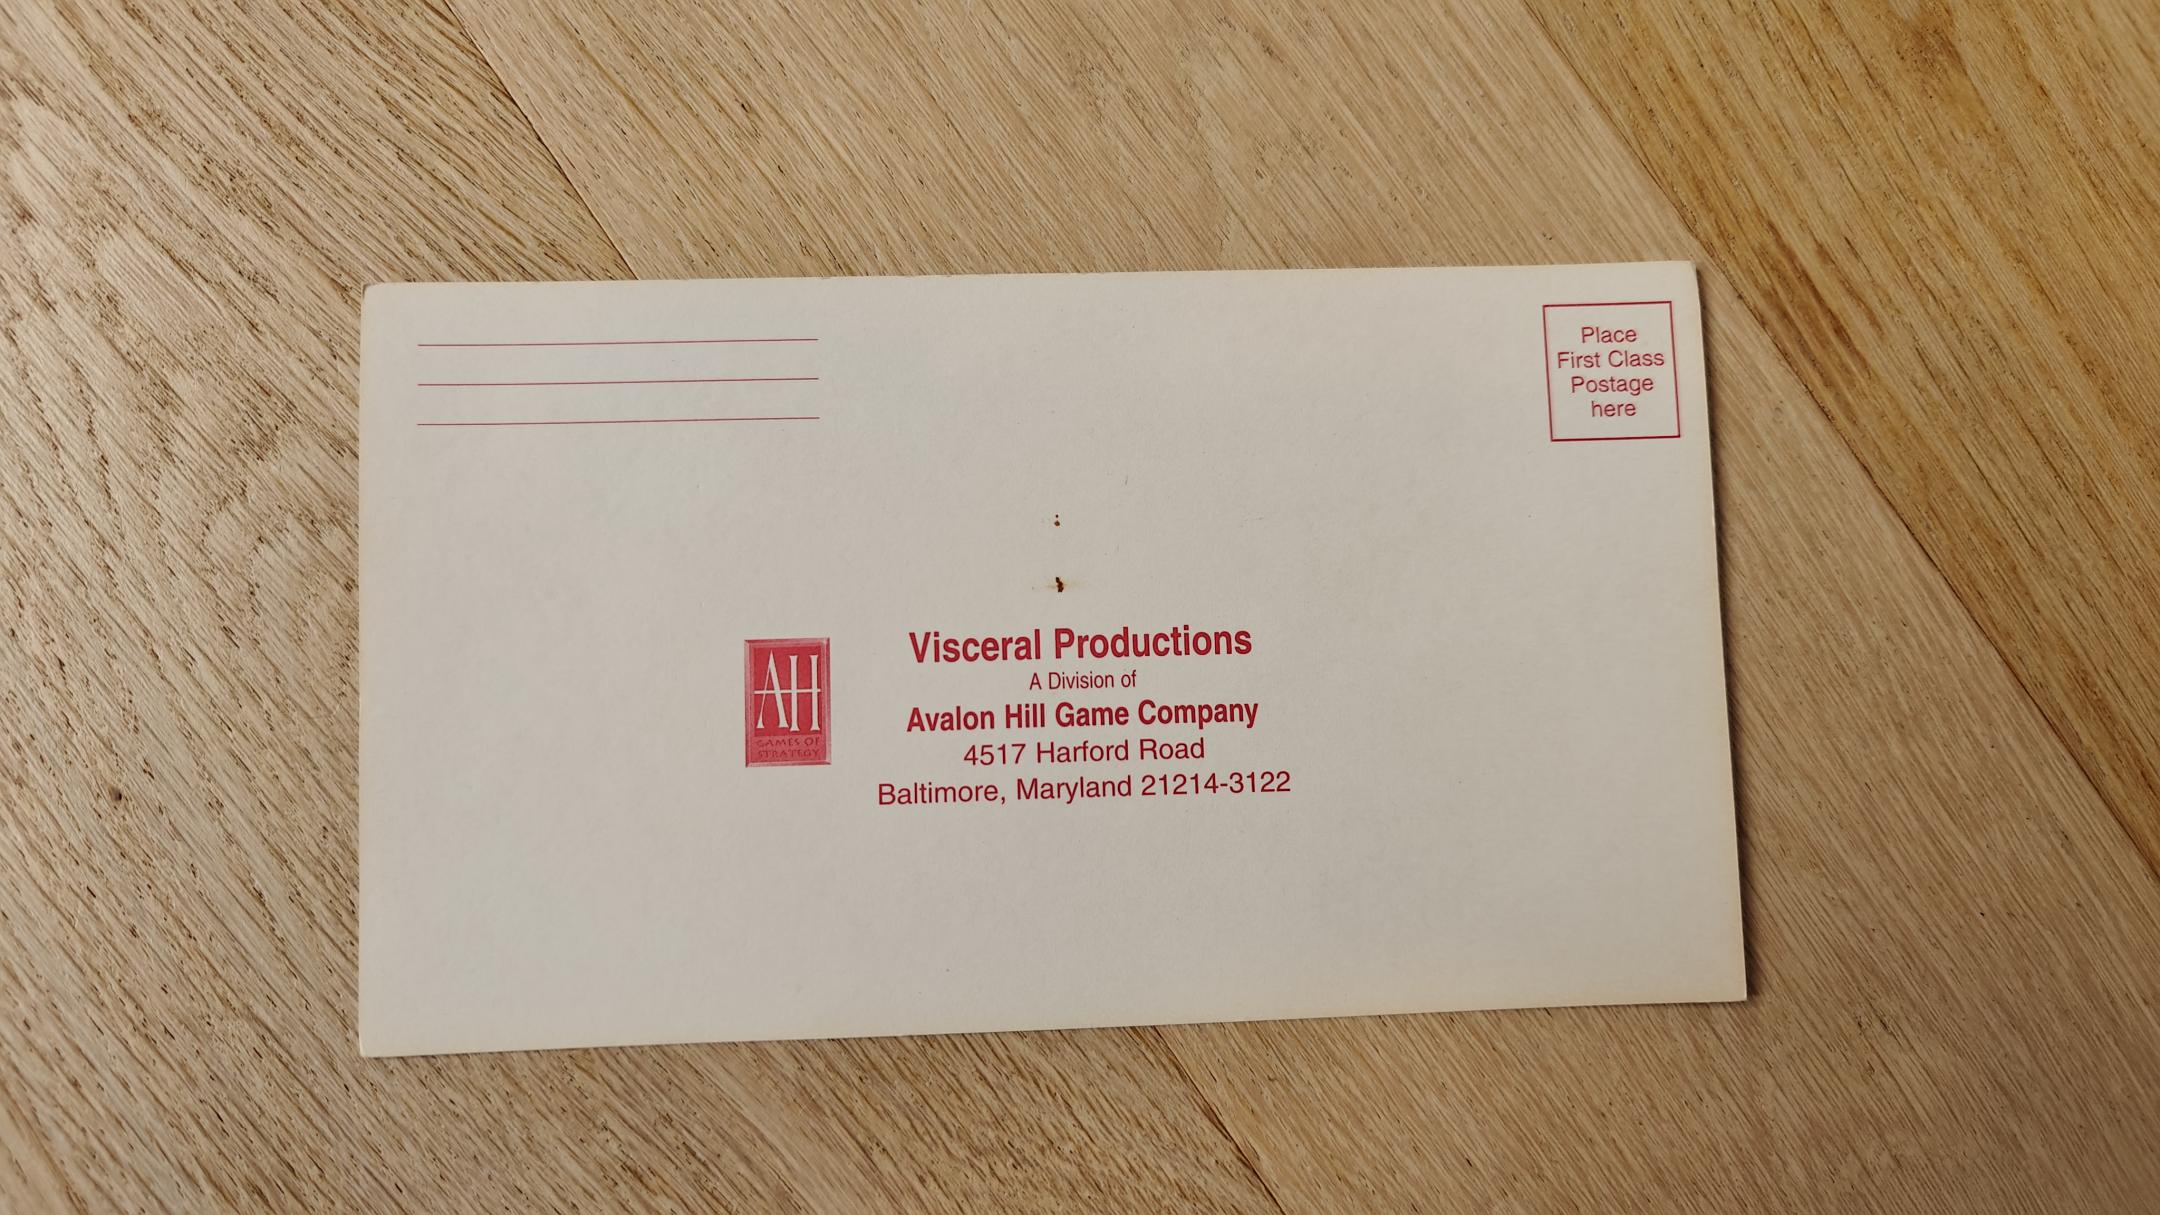 Place
First Class
Postage
here
Visceral Productions
A Division of
Avalon Hill Game Company
4517 Harford Road
Baltimore, Maryland 21214-3122
AH
GAMES OF
STRATEGY